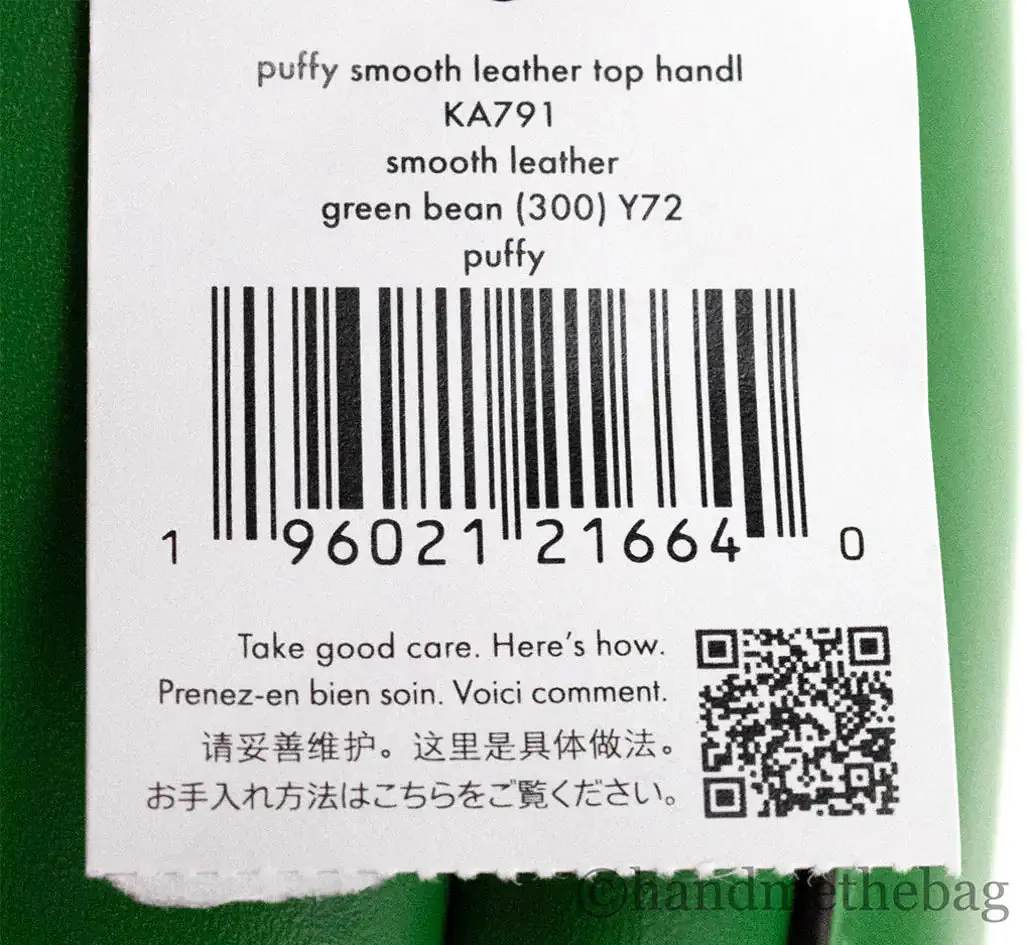 puffy smooth leather top handl
KA791
smooth leather
green bean (300) Y72
puffy
1 96021 21664 0
Take good care. Here's how.
Prenez-en bien soin. Voici comment.
请妥善维护。这里是具体做法。
お手入れ方法はこちらをご覧ください。
©handmethebag